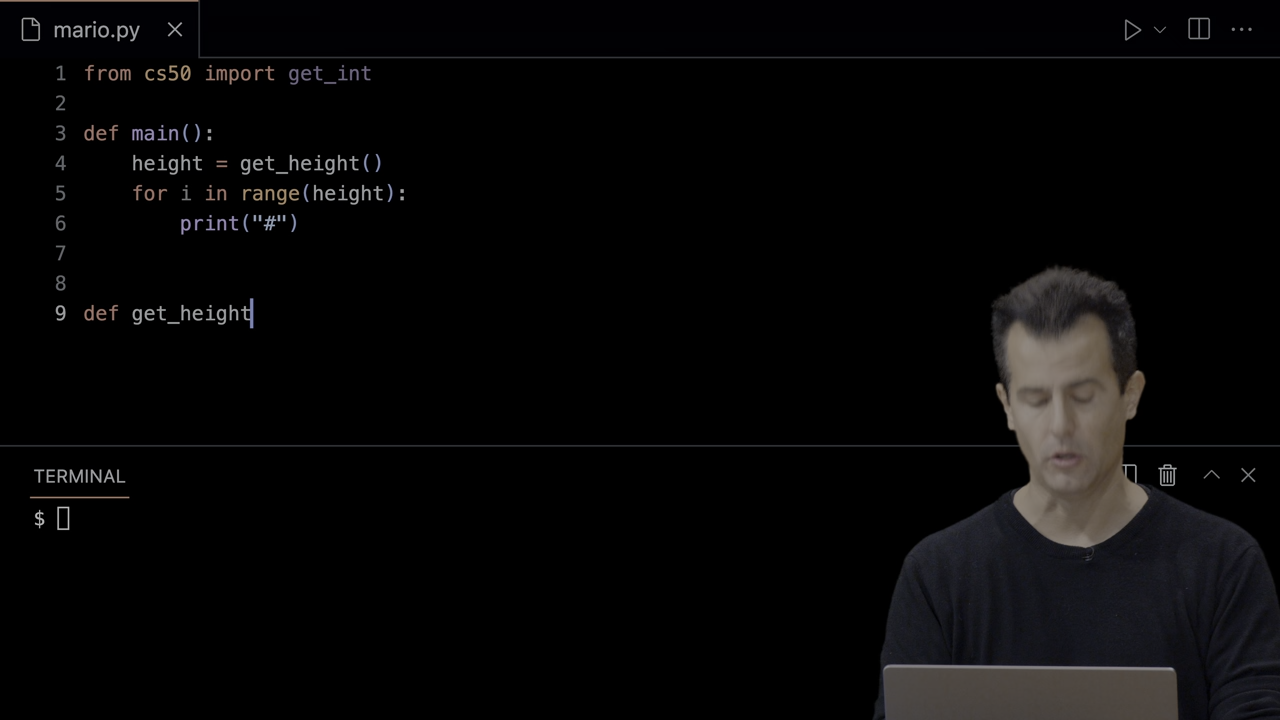 mario.py
1 from cs50 import get_int
2
3 def main():
4     height = get_height()
5     for i in range(height):
6         print("#")
7
8
9 def get_height
TERMINAL
$